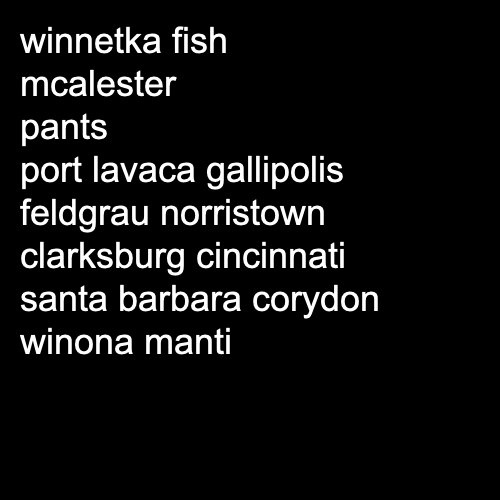 winnetka fish
mcalester
pants
port lavaca gallipolis
feldgrau norristown
clarksburg cincinnati
santa barbara corydon
winona manti